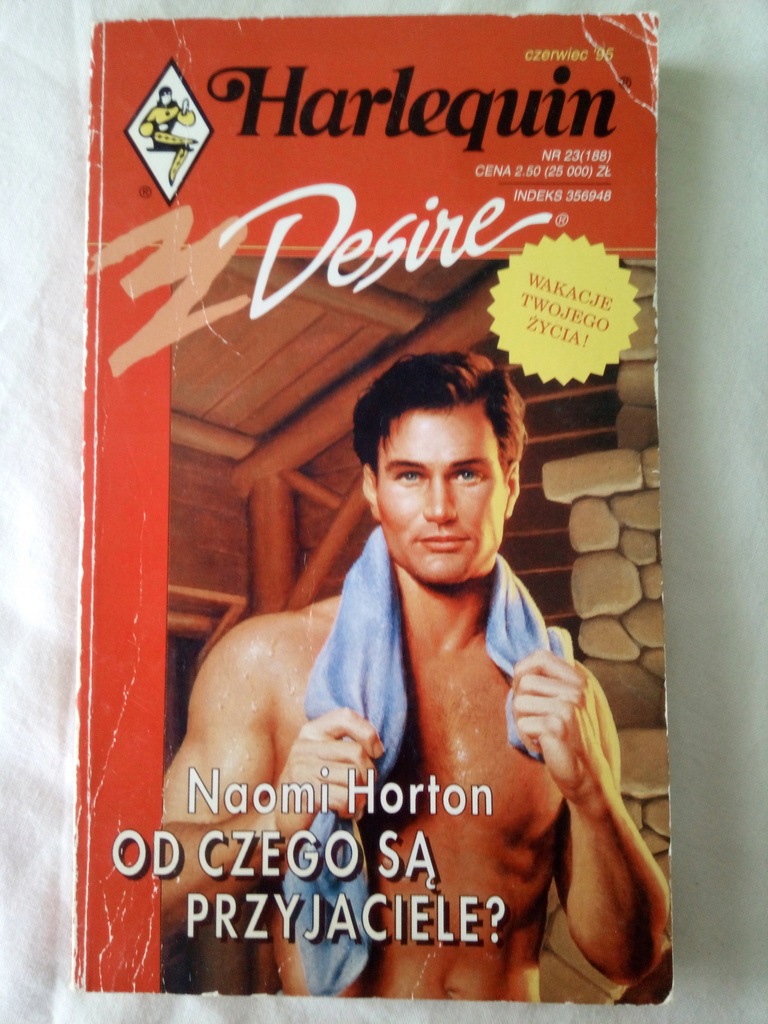 czerwiec '95
Harlequin®
NR 23(188)
CENA 2.50 (25 000) ZŁ
INDEKS 356948
®
Desire®
WAKACJE
TWOJEGO
ŻYCIA!
Naomi Horton
OD CZEGO SĄ
PRZYJACIELE?